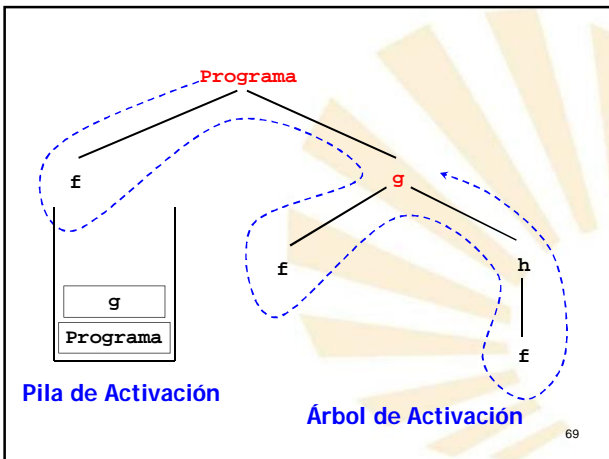 Programa
f
g
f
h
g
Programa
f
Pila de Activación
Árbol de Activación
69